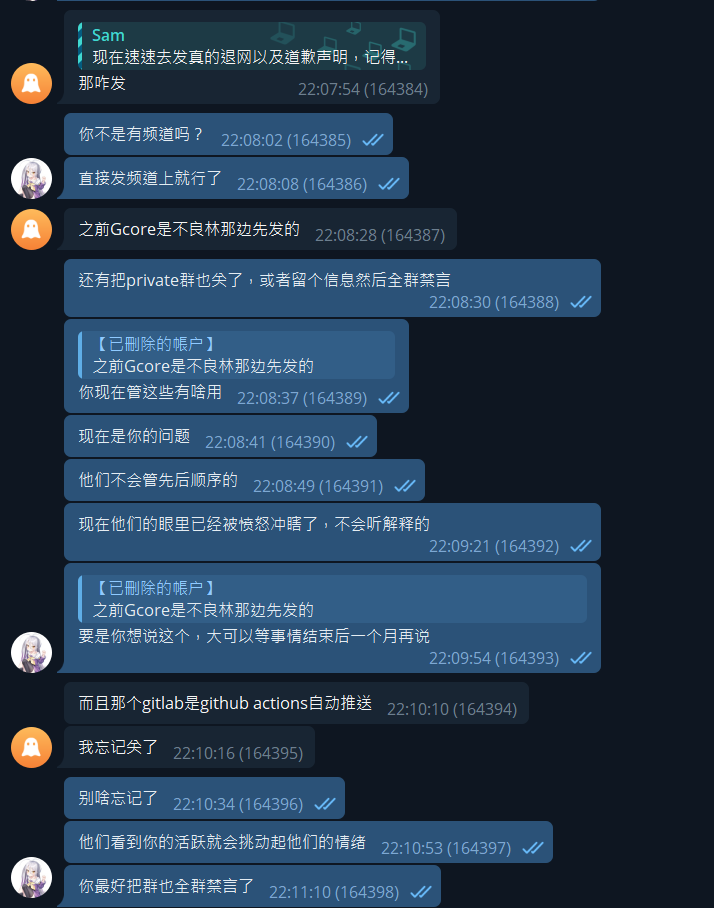 Sam
现在速速去发真的退网以及道歉声明，记得...
那咋发
22:07:54 (164384)
你不是有频道吗？
22:08:02 (164385)
直接发频道上就行了
22:08:08 (164386)
之前Gcore是不良林那边先发的
22:08:28 (164387)
还有把private群也关了，或者留个信息然后全群禁言
22:08:30 (164388)
【已刪除的帳户】
之前Gcore是不良林那边先发的
你现在管这些有啥用
22:08:37 (164389)
现在是你的问题
22:08:41 (164390)
他们不会管先后顺序的
22:08:49 (164391)
现在他们的眼里已经被愤怒冲瞎了，不会听解释的
22:09:21 (164392)
【已刪除的帳户】
之前Gcore是不良林那边先发的
要是你想说这个，大可以等事情结束后一个月再说
22:09:54 (164393)
而且那个gitlab是github actions自动推送
22:10:10 (164394)
我忘记关了
22:10:16 (164395)
别啥忘记了
22:10:34 (164396)
他们看到你的活跃就会挑动起他们的情绪
22:10:53 (164397)
你最好把群也全群禁言了
22:11:10 (164398)